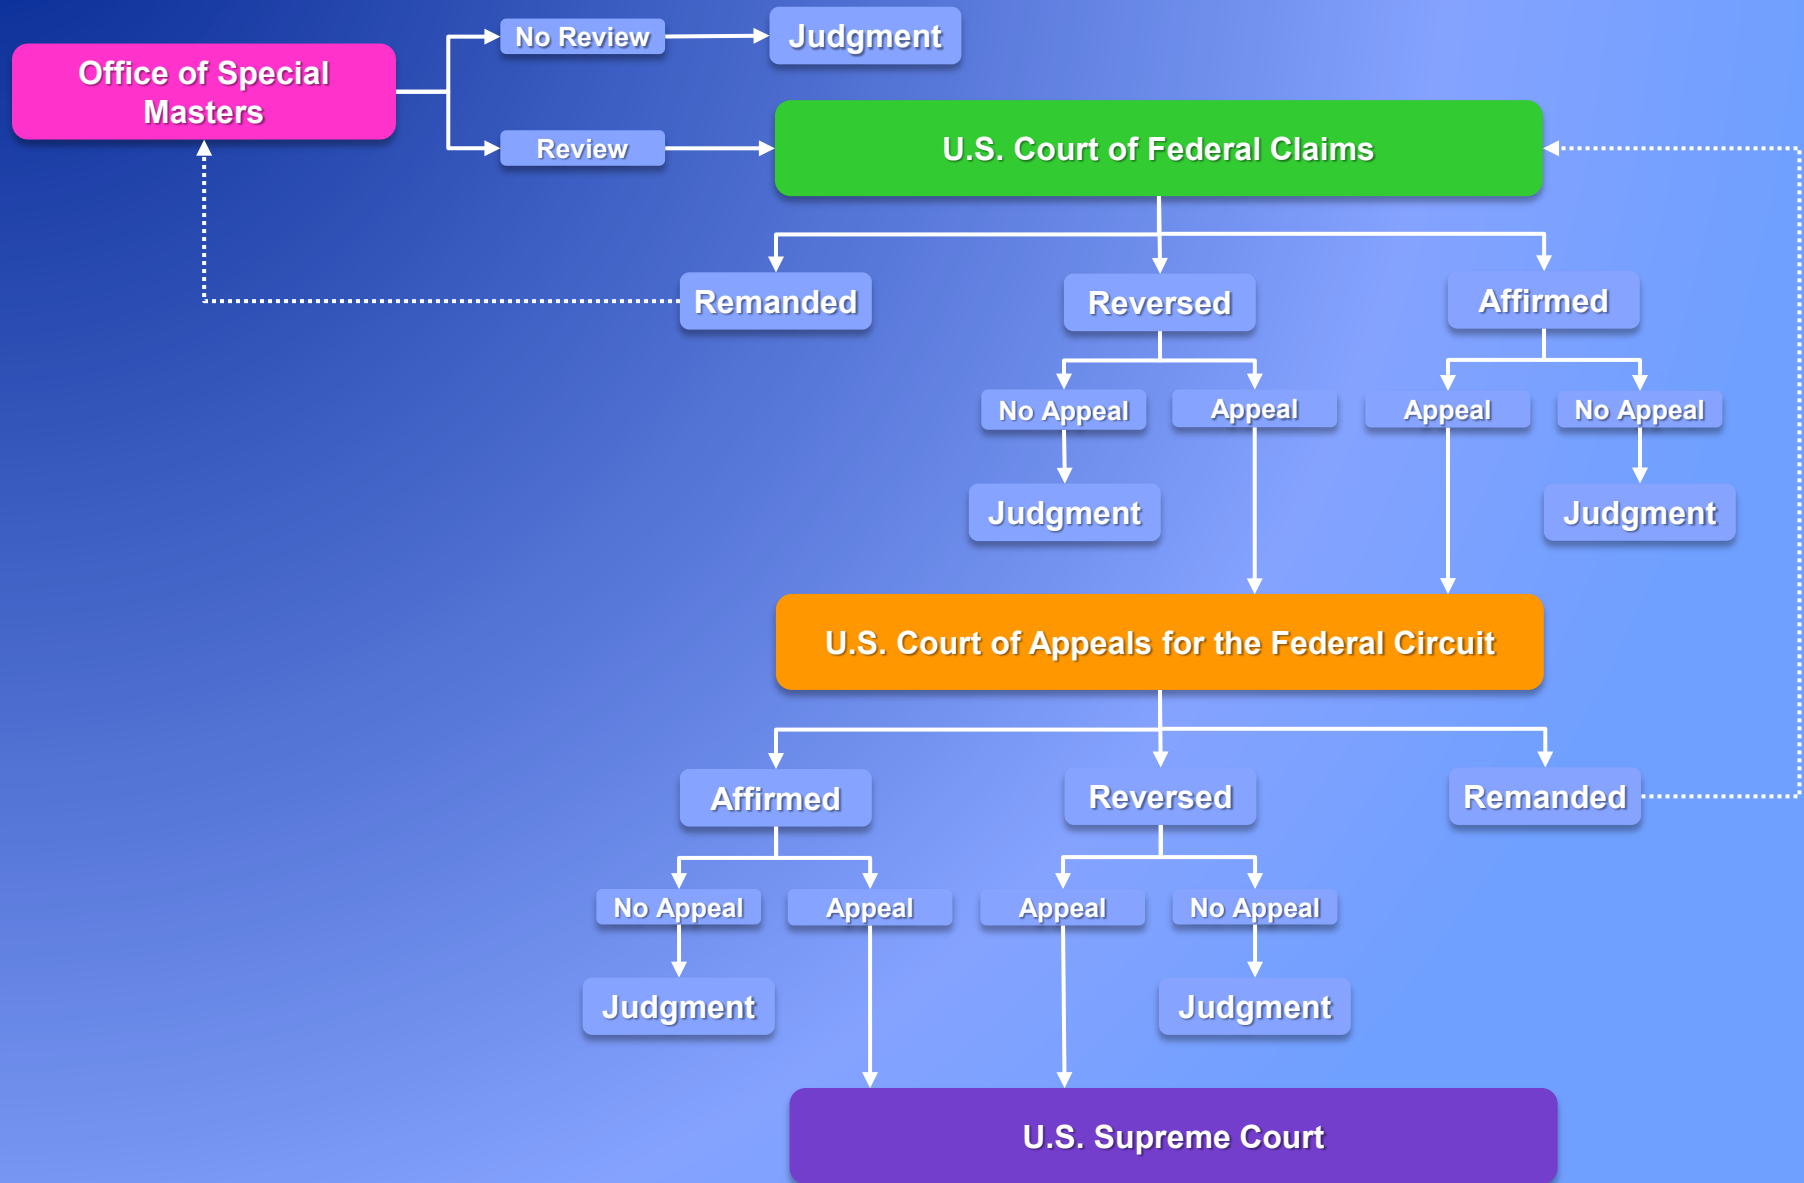 No Review
Judgment
Office of Special
Masters
Review
U.S. Court of Federal Claims
Remanded
Reversed
Affirmed
No Appeal
Appeal
Appeal
No Appeal
Judgment
Judgment
U.S. Court of Appeals for the Federal Circuit
Affirmed
Reversed
Remanded
No Appeal
Appeal
Appeal
No Appeal
Judgment
Judgment
U.S. Supreme Court